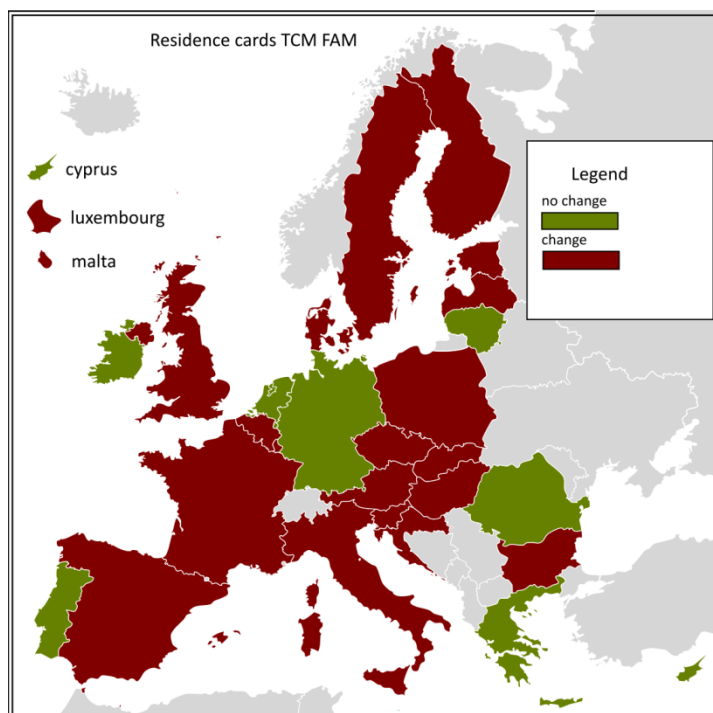 Residence cards TCM FAM
cyprus
luxembourg
malta
Legend
no change
change